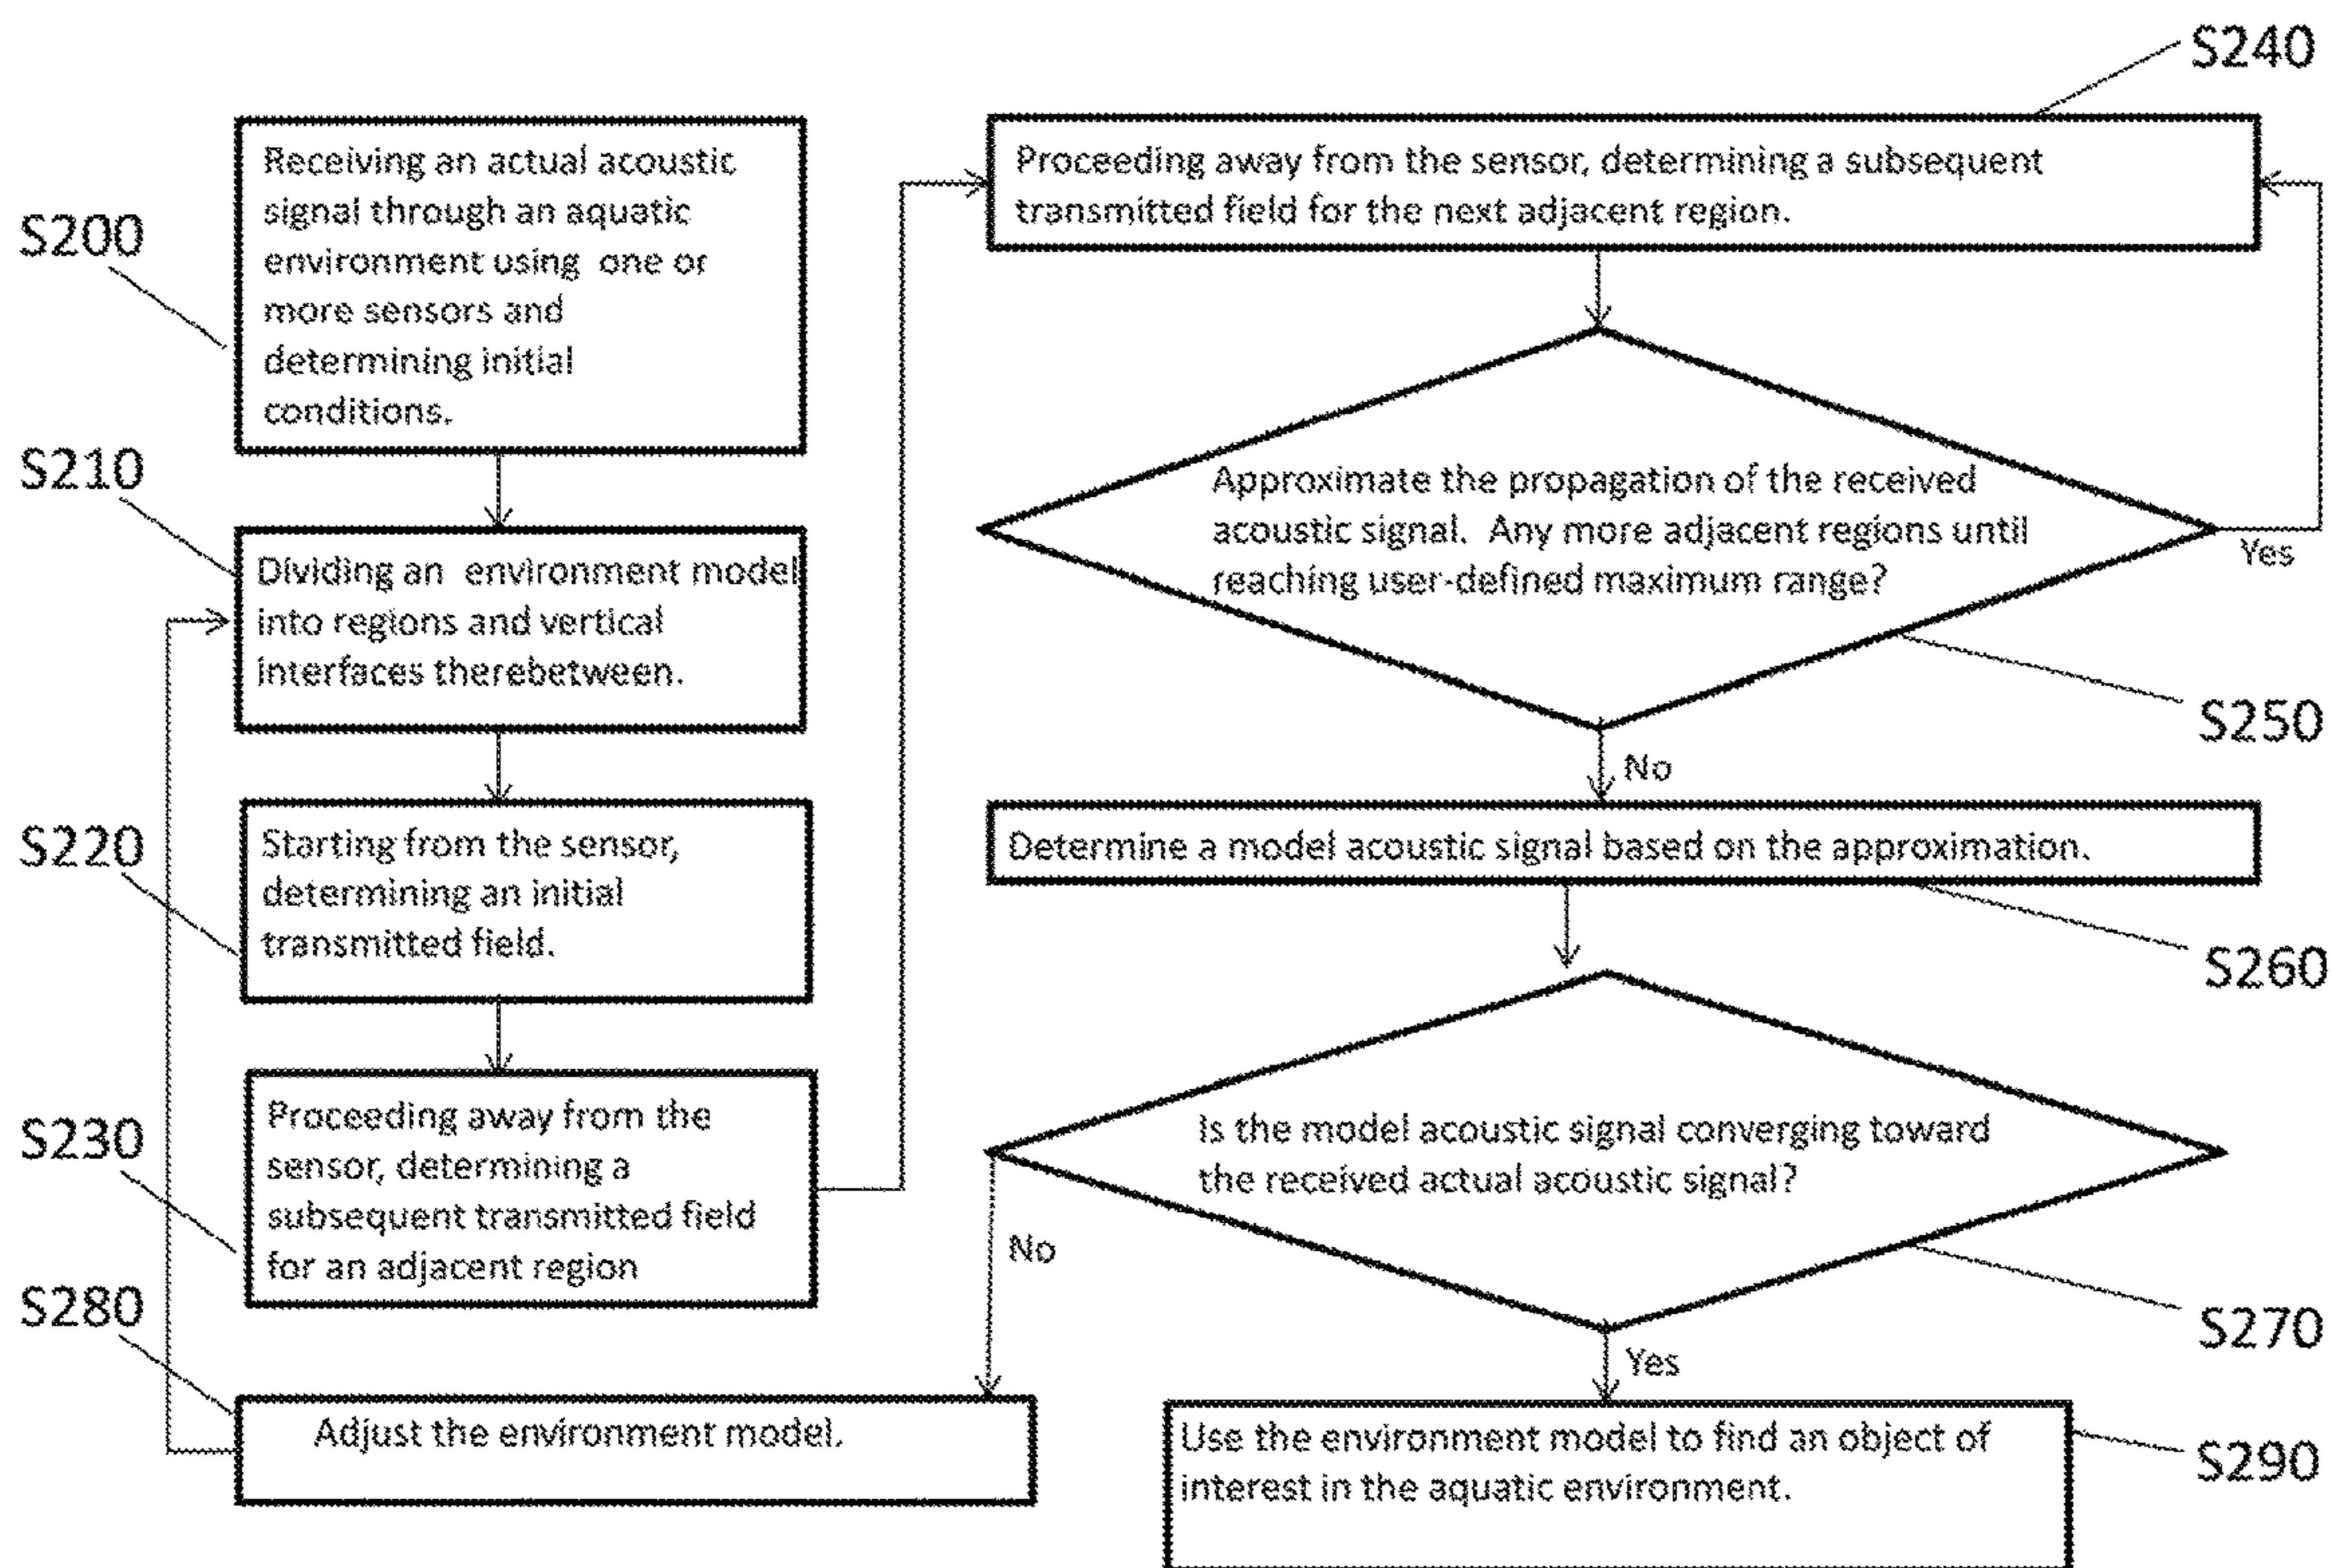 S200
Receiving an actual acoustic
signal through an aquatic
environment using  one or
more sensors and
determining initial
conditions.
S210
Dividing an  environment model
into regions and vertical
interfaces therebetween.
S220
Starting from the sensor,
determining an initial
transmitted field.
S230
Proceeding away from the
sensor, determining a
subsequent transmitted field
for an adjacent region
S280
Adjust the environment model.
S240
Proceeding away from the sensor, determining a subsequent
transmitted field for the next adjacent region.
Approximate the propagation of the received
acoustic signal.  Any more adjacent regions until
reaching user-defined maximum range?
Yes
S250
No
Determine a model acoustic signal based on the approximation.
S260
Is the model acoustic signal converging toward
the received actual acoustic signal?
No
S270
Yes
Use the environment model to find an object of
interest in the aquatic environment.
S290